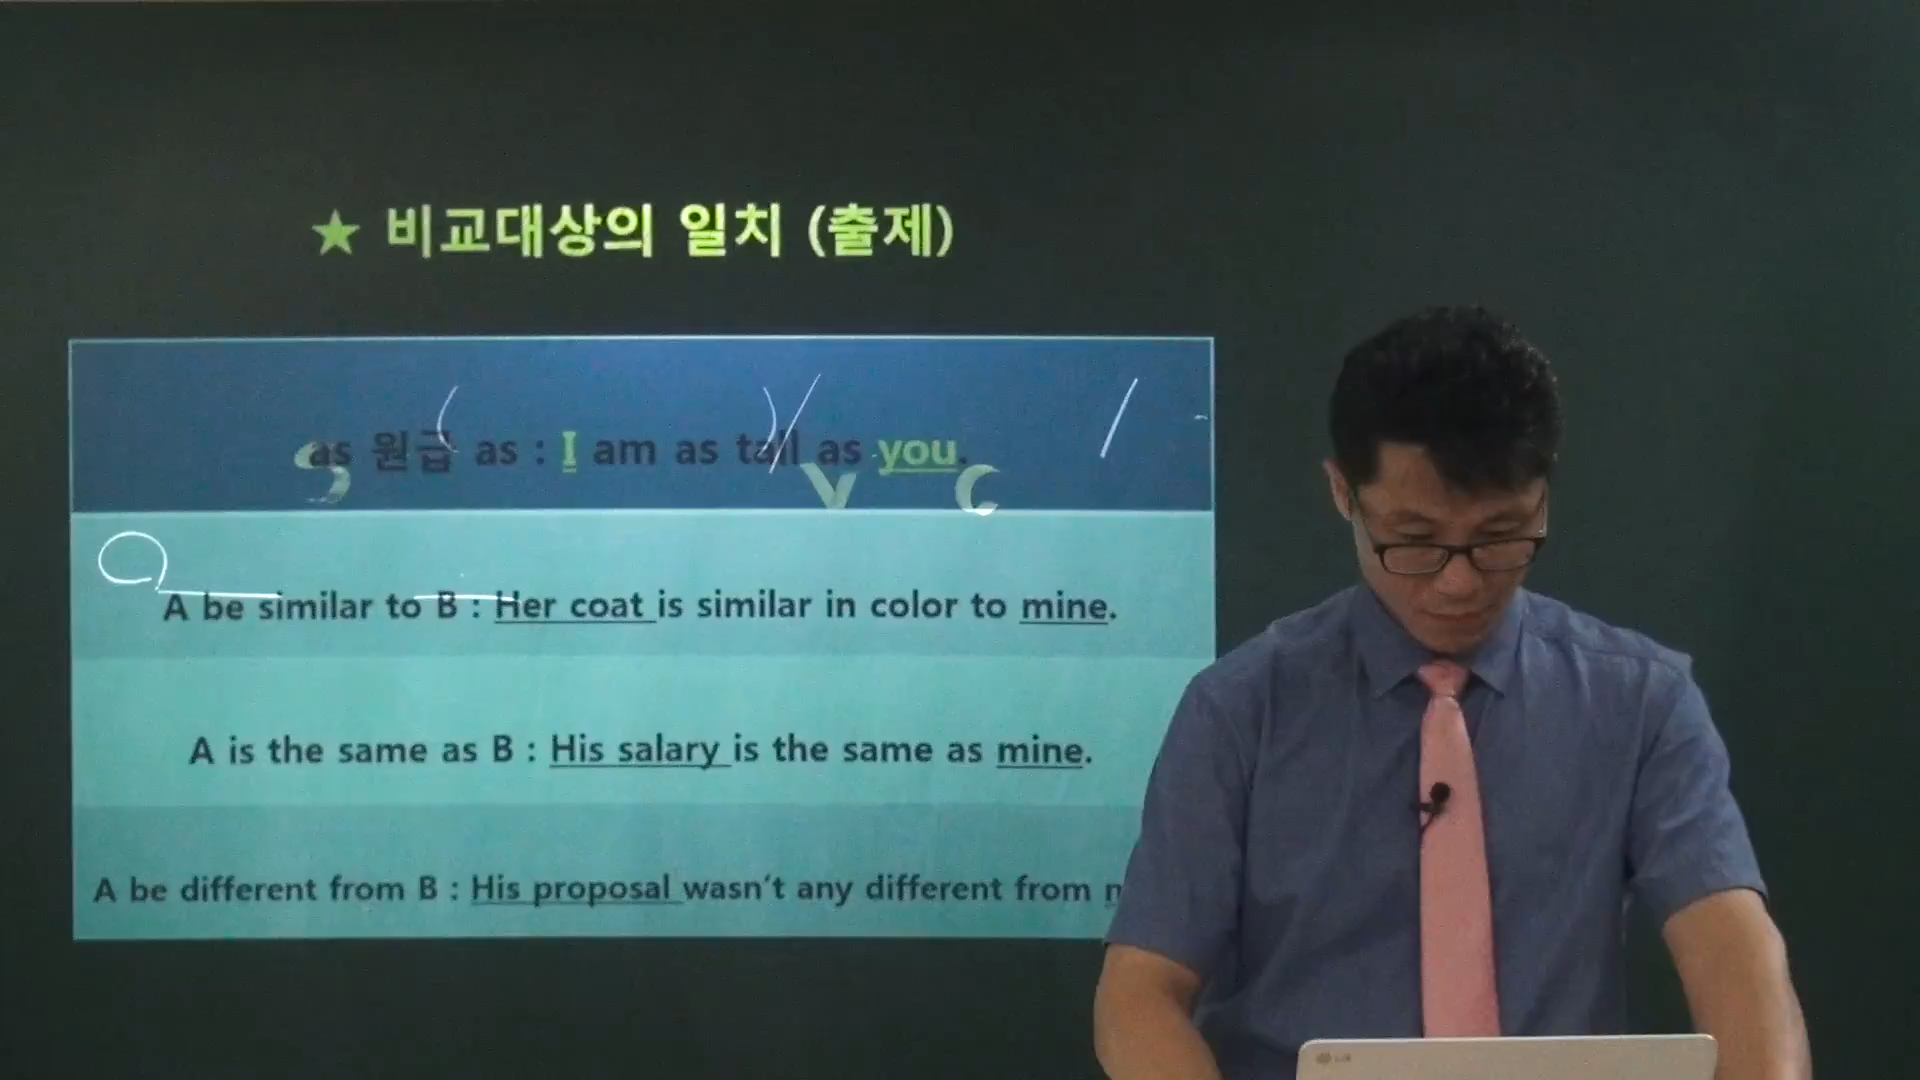 ★ 비교대상의 일치 (출제)
as 원급 as : I am as tall as you.
S V C
A be similar to B : Her coat is similar in color to mine.
A is the same as B : His salary is the same as mine.
A be different from B : His proposal wasn't any different from